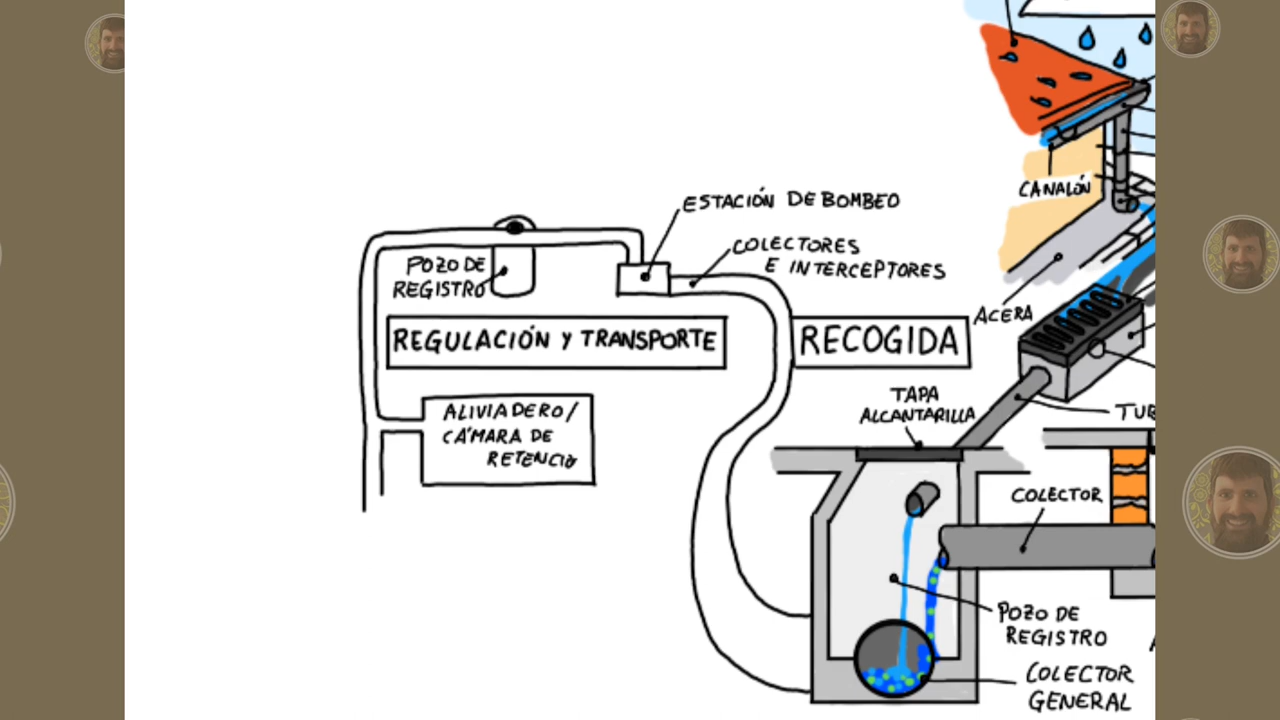 ESTACIÓN DE BOMBEO
COLECTORES
E INTERCEPTORES
POZO DE
REGISTRO
REGULACIÓN Y TRANSPORTE
ALIVIADERO/
CÁMARA DE
RETENCIÓ
CANALÓN
ACERA
RECOGIDA
TAPA
ALCANTARILLA
TUB
COLECTOR
POZO DE
REGISTRO
COLECTOR
GENERAL